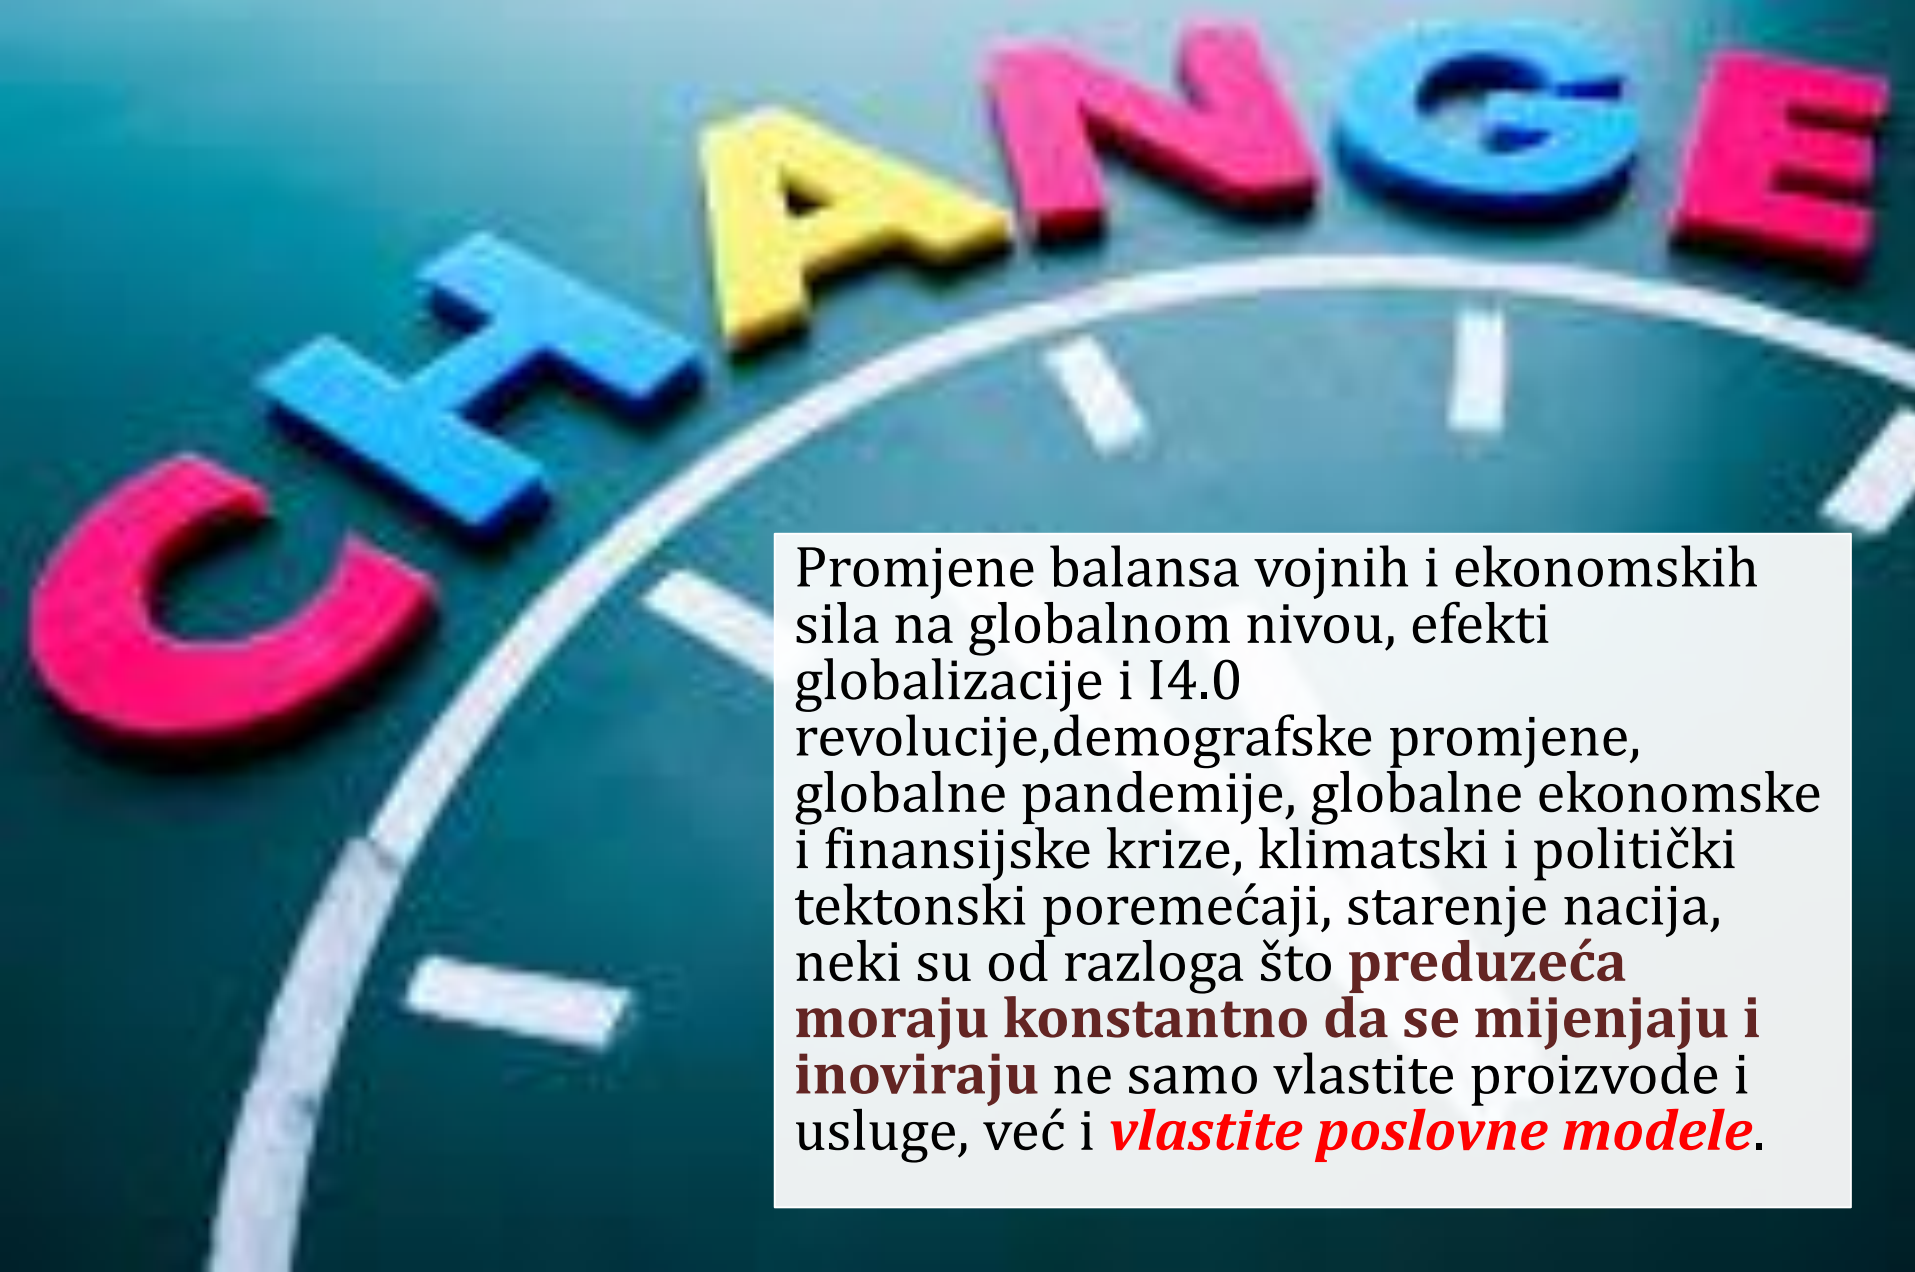 CHANGE
Promjene balansa vojnih i ekonomskih
sila na globalnom nivou, efekti
globalizacije i I4.0
revolucije,demografske promjene,
globalne pandemije, globalne ekonomske
i finansijske krize, klimatski i politički
tektonski poremećaji, starenje nacija,
neki su od razloga što preduzeća
moraju konstantno da se mijenjaju i
inoviraju ne samo vlastite proizvode i
usluge, već i vlastite poslovne modele.